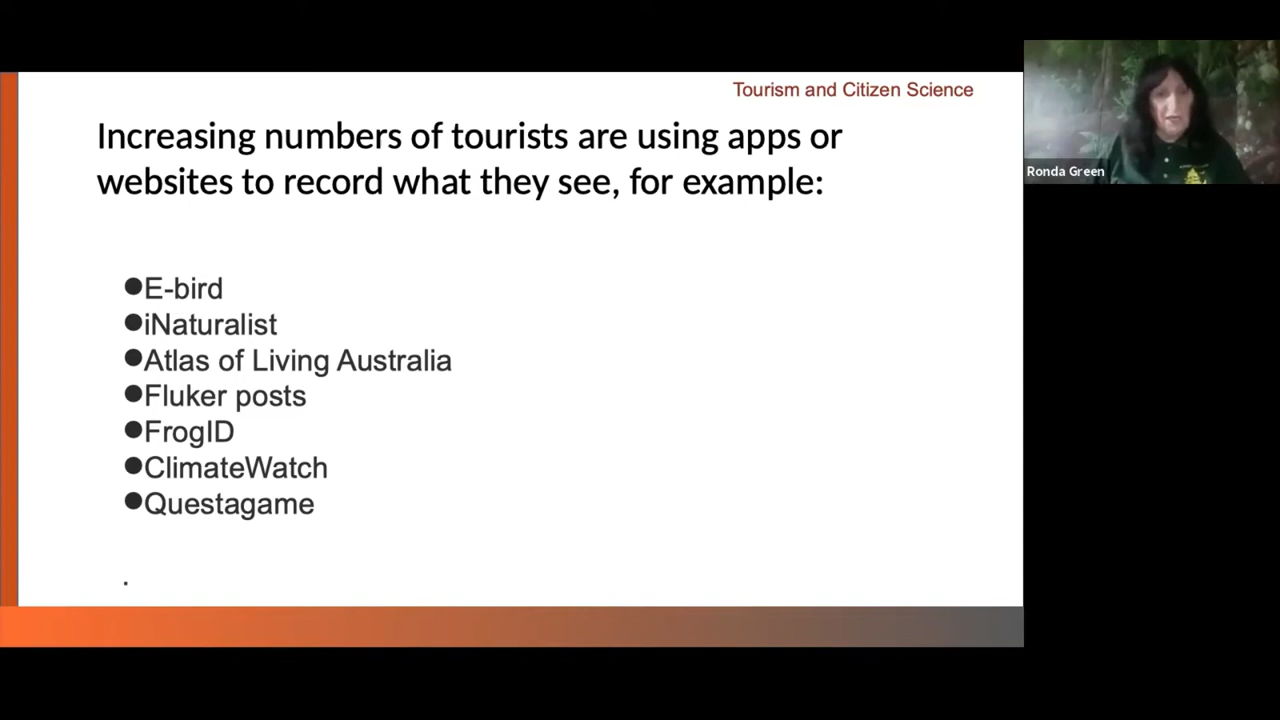 Tourism and Citizen Science
Increasing numbers of tourists are using apps or
websites to record what they see, for example:
●E-bird
●iNaturalist
●Atlas of Living Australia
●Fluker posts
●FrogID
●ClimateWatch
●Questagame
.
Ronda Green